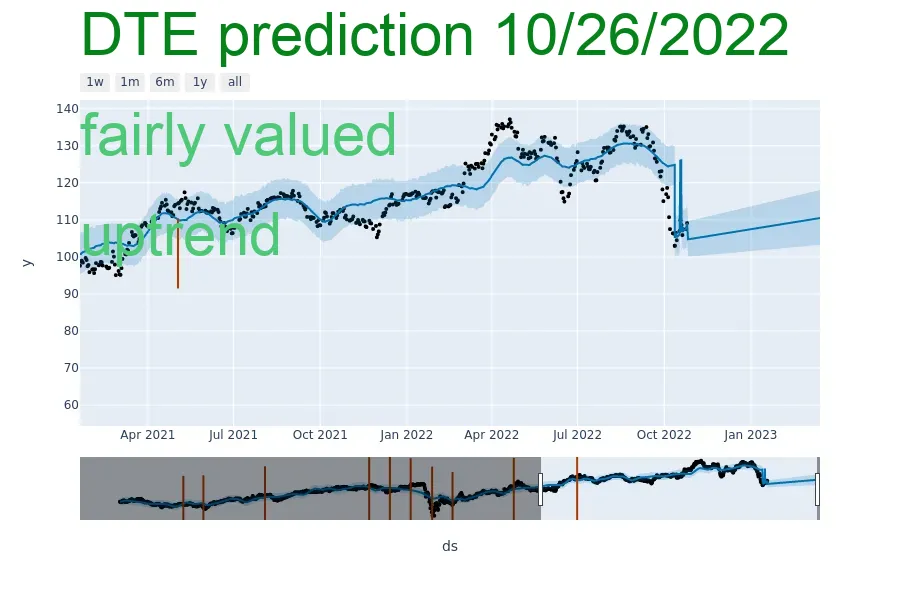 DTE prediction 10/26/2022
1w 1m 6m 1y all
140
fairly valued
130
120
110
uptrend
100
y
90
80
70
60
Apr 2021 Jul 2021 Oct 2021 Jan 2022 Apr 2022 Jul 2022 Oct 2022 Jan 2023
ds